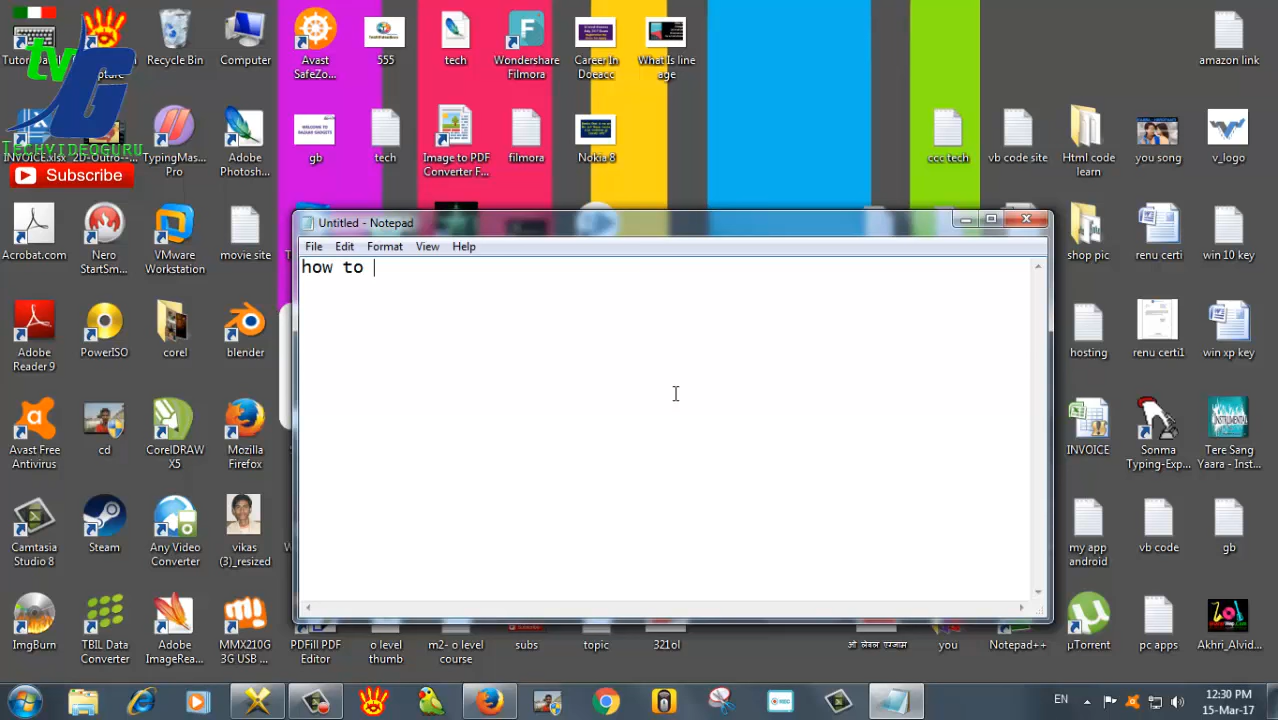 Recycle Bin
Computer
Avast SafeZo...
555
tech
Wondershare Filmora
Career In Doeacc
What Is line age
amazon link
TECHVIDEOGURU
Subscribe
INVOICE.xlsx
2D-Outro--...
TypingMas... Pro
Adobe Photosh...
gb
tech
Image to PDF Converter F...
filmora
Nokia 8
ccc tech
vb code site
Html code learn
you song
v_logo
Untitled - Notepad
File Edit Format View Help
how to
Acrobat.com
Nero StartSm...
VMware Workstation
movie site
shop pic
renu certi
win 10 key
Adobe Reader 9
PowerISO
corel
blender
hosting
renu certi1
win xp key
Avast Free Antivirus
cd
CorelDRAW X5
Mozilla Firefox
INVOICE
Sonma Typing-Exp...
Tere Sang Yaara - Inst...
Camtasia Studio 8
Steam
Any Video Converter
vikas (3)_resized
my app android
vb code
gb
ImgBurn
TBIL Data Converter
Adobe ImageRea...
MMX210G 3G USB ...
PDFill PDF Editor
o level thumb
m2- o level course
subs
topic
321ol
ओ लेवल एग्जाम
you
Notepad++
µTorrent
pc apps
Akhri_Alvid...
EN
12:30 PM
15-Mar-17